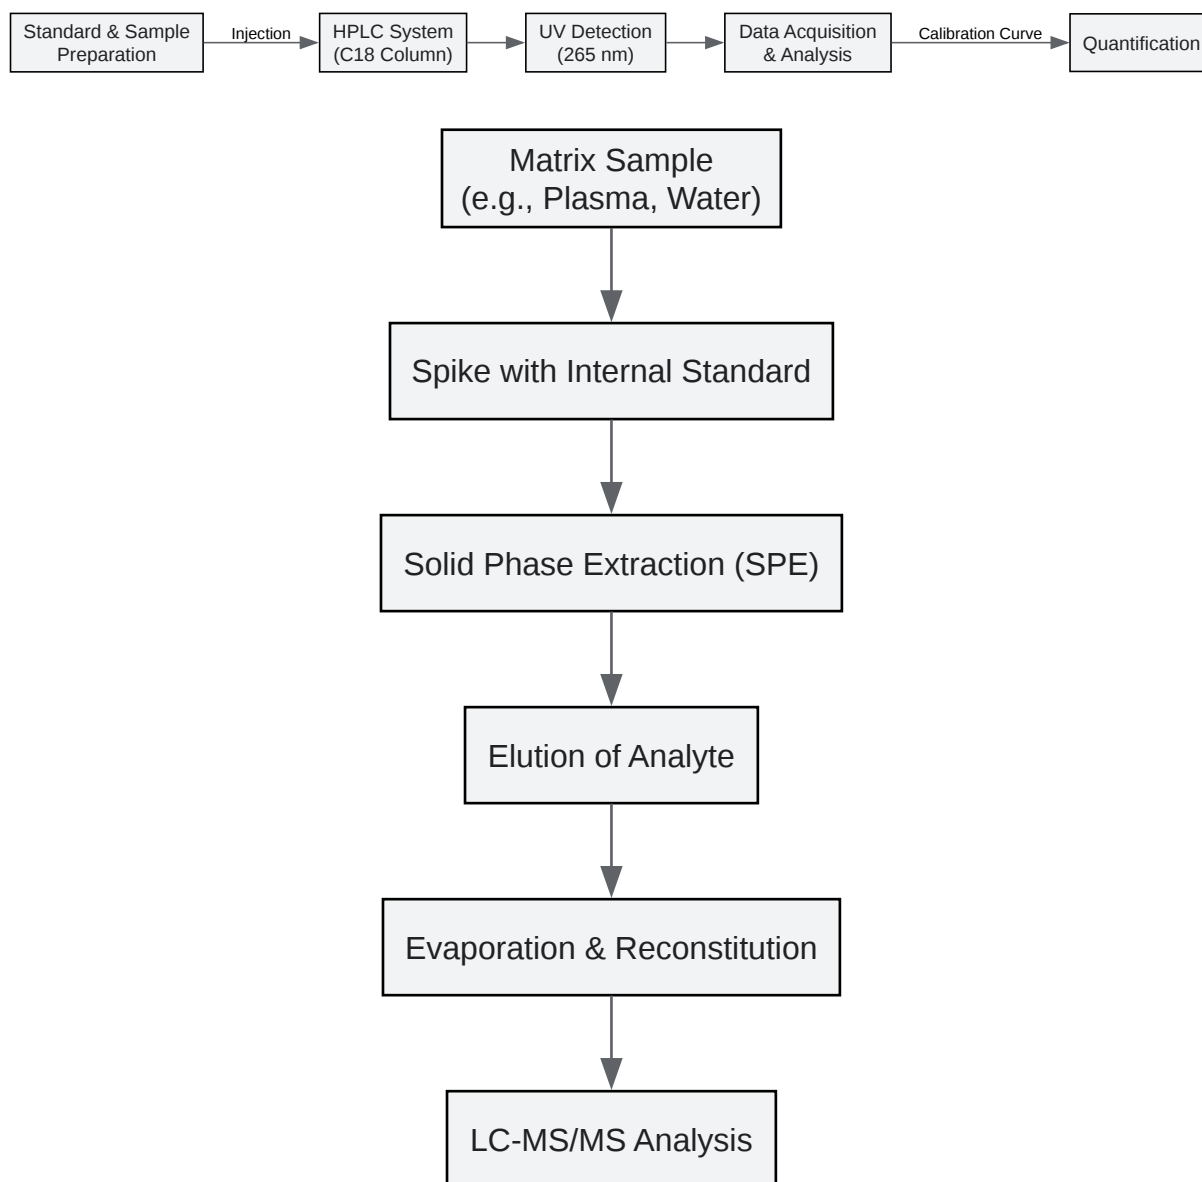 Standard & Sample
Preparation
Injection
HPLC System
(C18 Column)
UV Detection
(265 nm)
Data Acquisition
& Analysis
Calibration Curve
Quantification
Matrix Sample
(e.g., Plasma, Water)
Spike with Internal Standard
Solid Phase Extraction (SPE)
Elution of Analyte
Evaporation & Reconstitution
LC-MS/MS Analysis